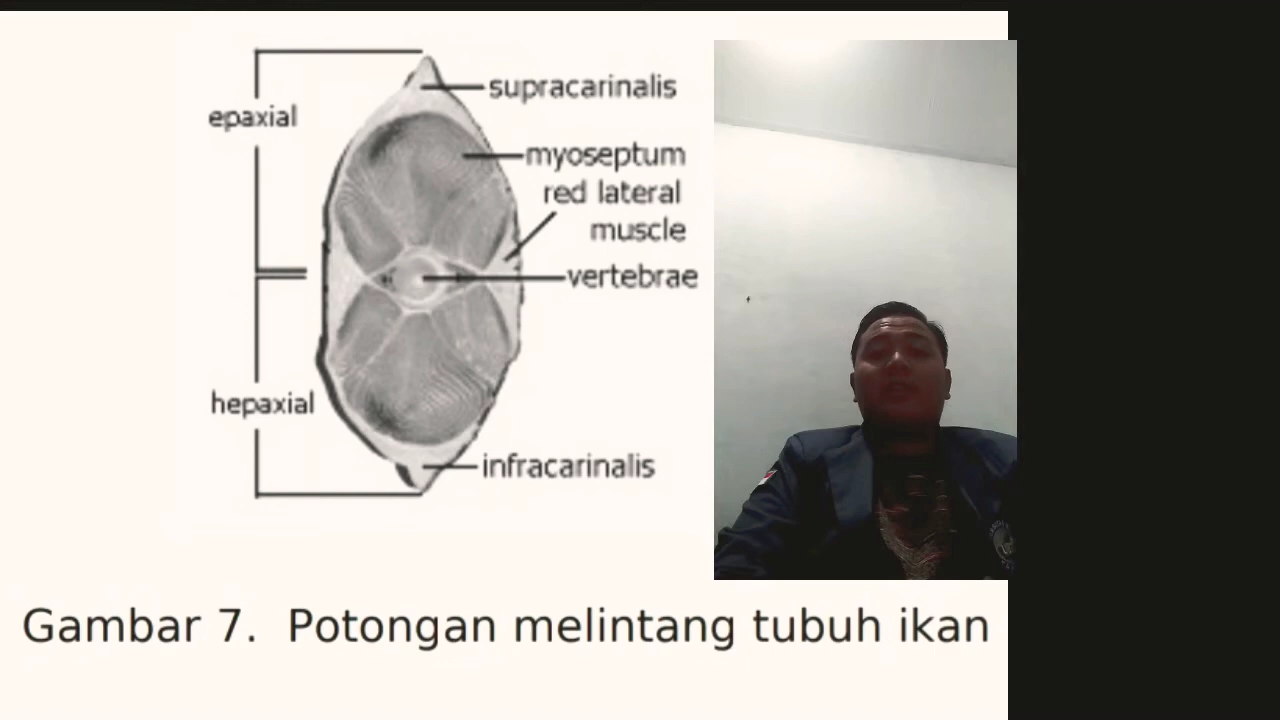 supracarinalis
epaxial
myoseptum
red lateral
muscle
vertebrae
hepaxial
infracarinalis
Gambar 7. Potongan melintang tubuh ikan